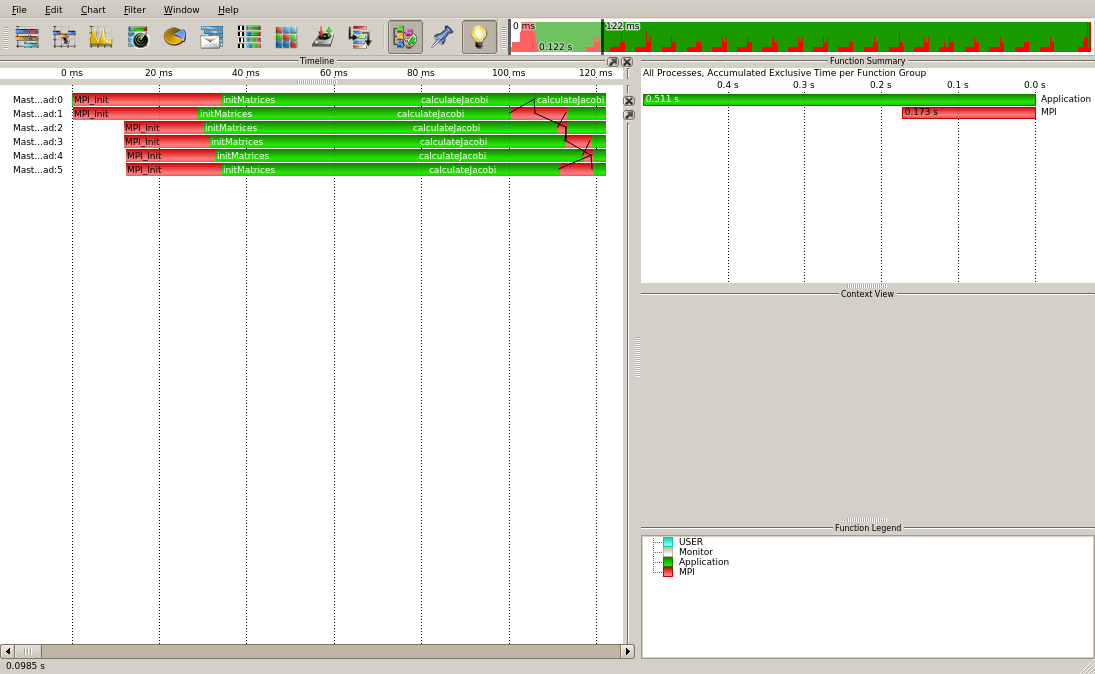 File Edit Chart Filter Window Help
0 ms 122 ms
0.122 s
Timeline
0 ms 20 ms 40 ms 60 ms 80 ms 100 ms 120 ms
Mast...ad:0 MPI_Init initMatrices calculateJacobi calculateJacobi
Mast...ad:1 MPI_Init initMatrices calculateJacobi
Mast...ad:2 MPI_Init initMatrices calculateJacobi
Mast...ad:3 MPI_Init initMatrices calculateJacobi
Mast...ad:4 MPI_Init initMatrices calculateJacobi
Mast...ad:5 MPI_Init initMatrices calculateJacobi
Function Summary
All Processes, Accumulated Exclusive Time per Function Group
0.4 s 0.3 s 0.2 s 0.1 s 0.0 s
0.511 s Application
0.173 s MPI
Context View
Function Legend
USER
Monitor
Application
MPI
0.0985 s